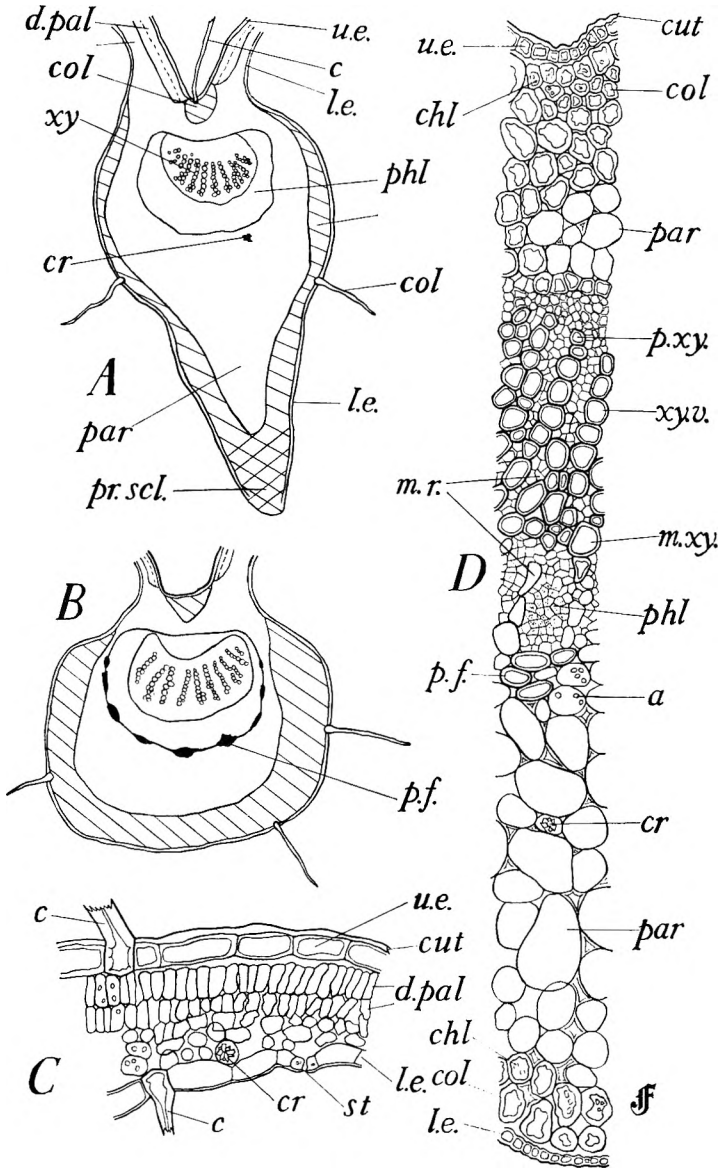 d.pal
u.e.
col
c
l.e.
xy
phl
cr
col
A
par
l.e.
pr.scl.
B
p.f.
c
u.e.
cut
d.pal
C
cr
st
l.e.
c
cut
u.e.
chl
col
par
p.xy.
xy.v.
m.r.
m.xy.
D
phl
p.f.
a
cr
par
chl
col
l.e.
F